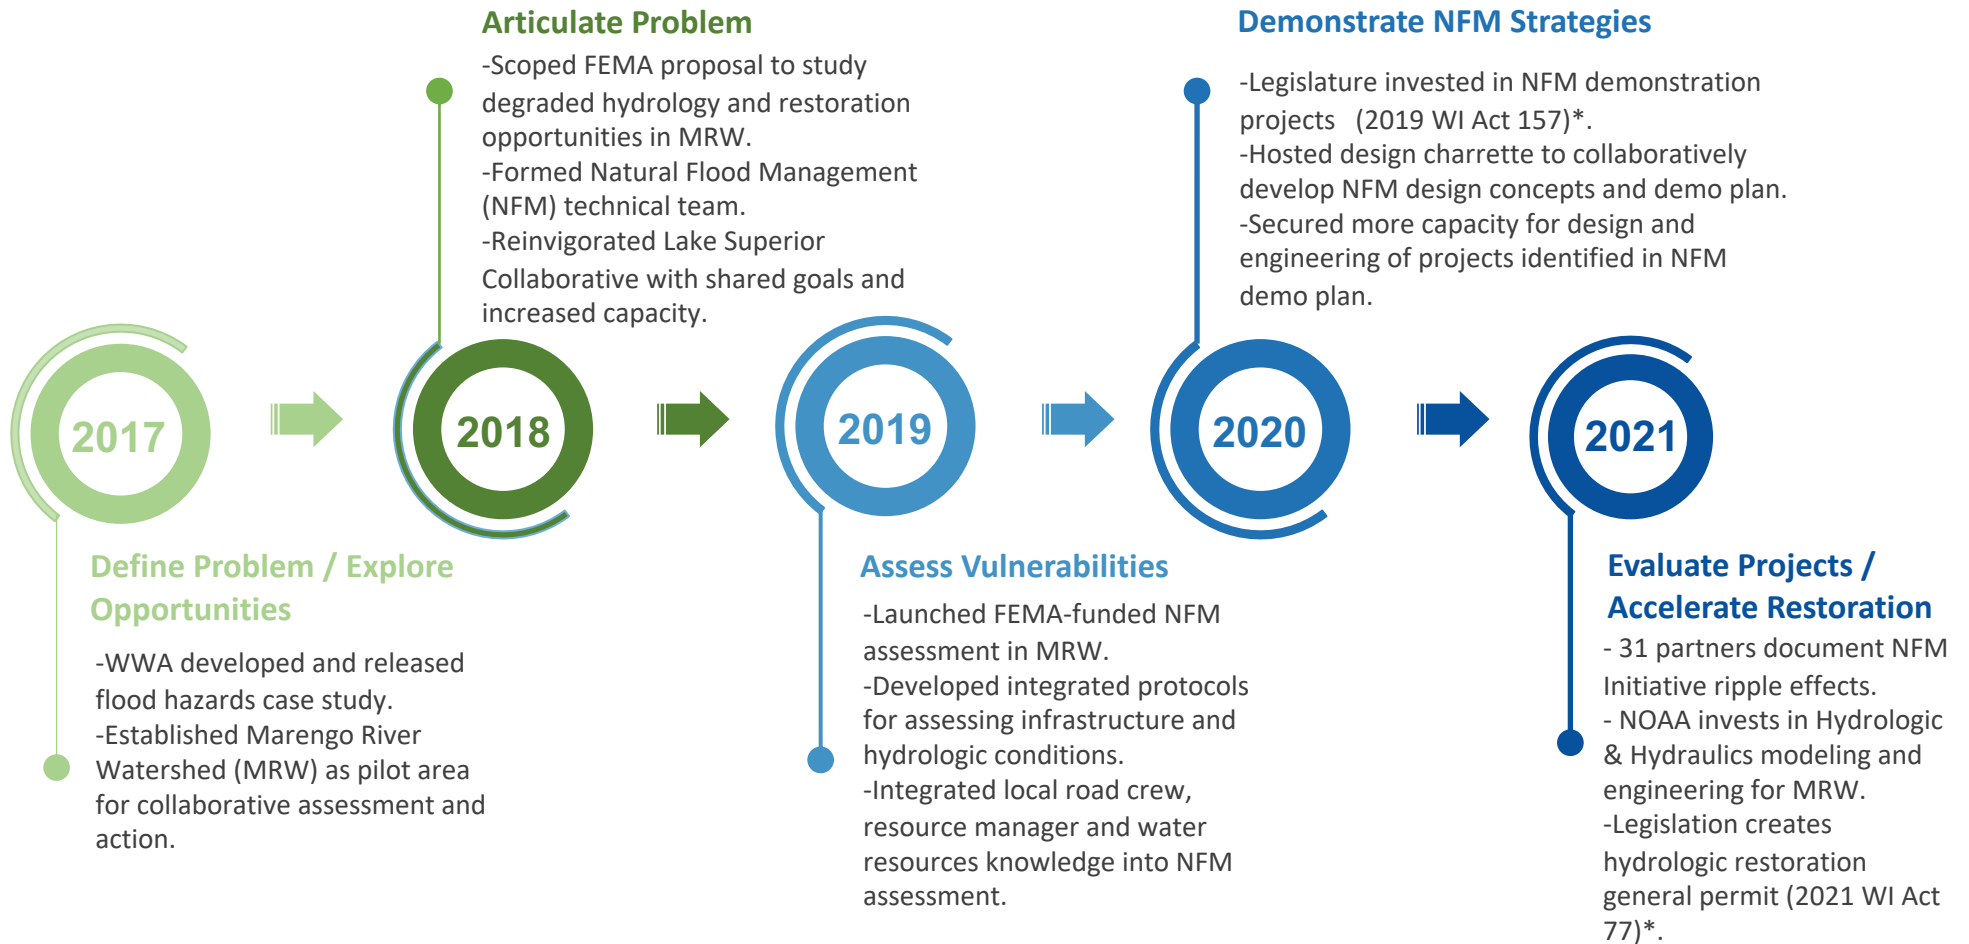 Articulate Problem
-Scoped FEMA proposal to study
degraded hydrology and restoration
opportunities in MRW.
-Formed Natural Flood Management
(NFM) technical team.
-Reinvigorated Lake Superior
Collaborative with shared goals and
increased capacity.
Demonstrate NFM Strategies
-Legislature invested in NFM demonstration
projects (2019 WI Act 157)*.
-Hosted design charrette to collaboratively
develop NFM design concepts and demo plan.
-Secured more capacity for design and
engineering of projects identified in NFM
demo plan.
2017
2018
2019
2020
2021
Define Problem / Explore
Opportunities
-WWA developed and released
flood hazards case study.
-Established Marengo River
Watershed (MRW) as pilot area
for collaborative assessment and
action.
Assess Vulnerabilities
-Launched FEMA-funded NFM
assessment in MRW.
-Developed integrated protocols
for assessing infrastructure and
hydrologic conditions.
-Integrated local road crew,
resource manager and water
resources knowledge into NFM
assessment.
Evaluate Projects /
Accelerate Restoration
- 31 partners document NFM
Initiative ripple effects.
- NOAA invests in Hydrologic
& Hydraulics modeling and
engineering for MRW.
-Legislation creates
hydrologic restoration
general permit (2021 WI Act
77)*.